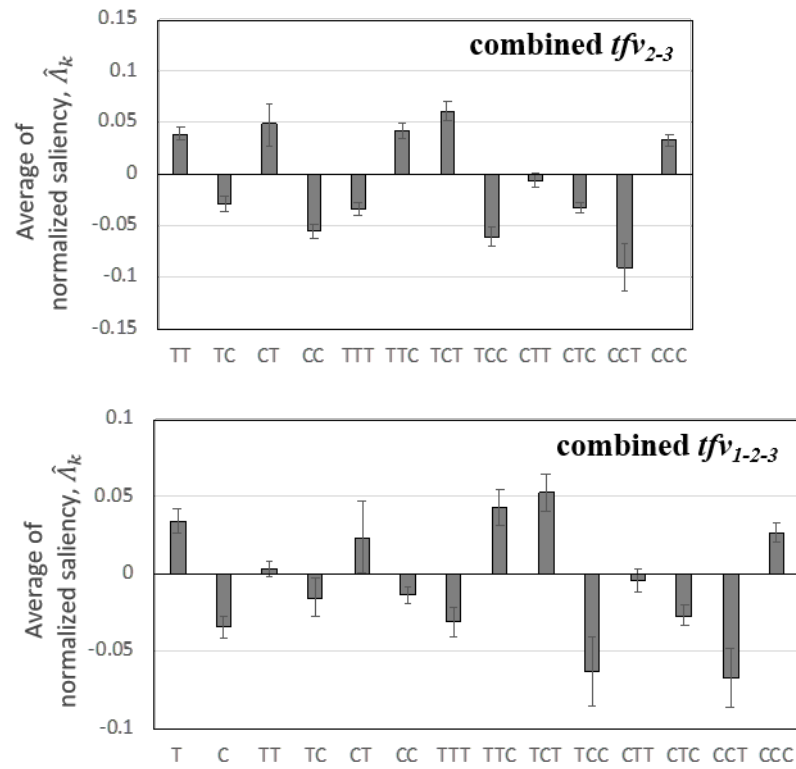 0.15
combined tfv2-3
0.1
0.05
0
-0.05
-0.1
-0.15
Average of
normalized saliency, Λ̂k
TT TC CT CC TTT TTC TCT TCC CTT CTC CCT CCC
0.1
combined tfv1-2-3
0.05
0
-0.05
-0.1
Average of
normalized saliency, Λ̂k
T C TT TC CT CC TTT TTC TCT TCC CTT CTC CCT CCC